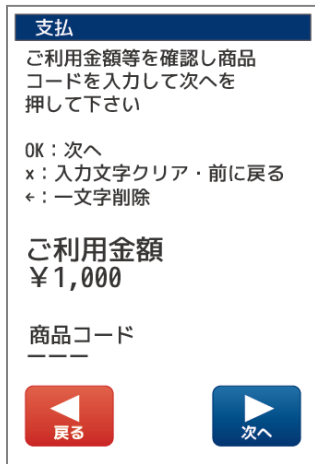 支払
ご利用金額等を確認し商品
コードを入力して次へを
押して下さい
OK：次へ
x：入力文字クリア・前に戻る
←：一文字削除
ご利用金額
￥1,000
商品コード
ーーー
戻る
次へ